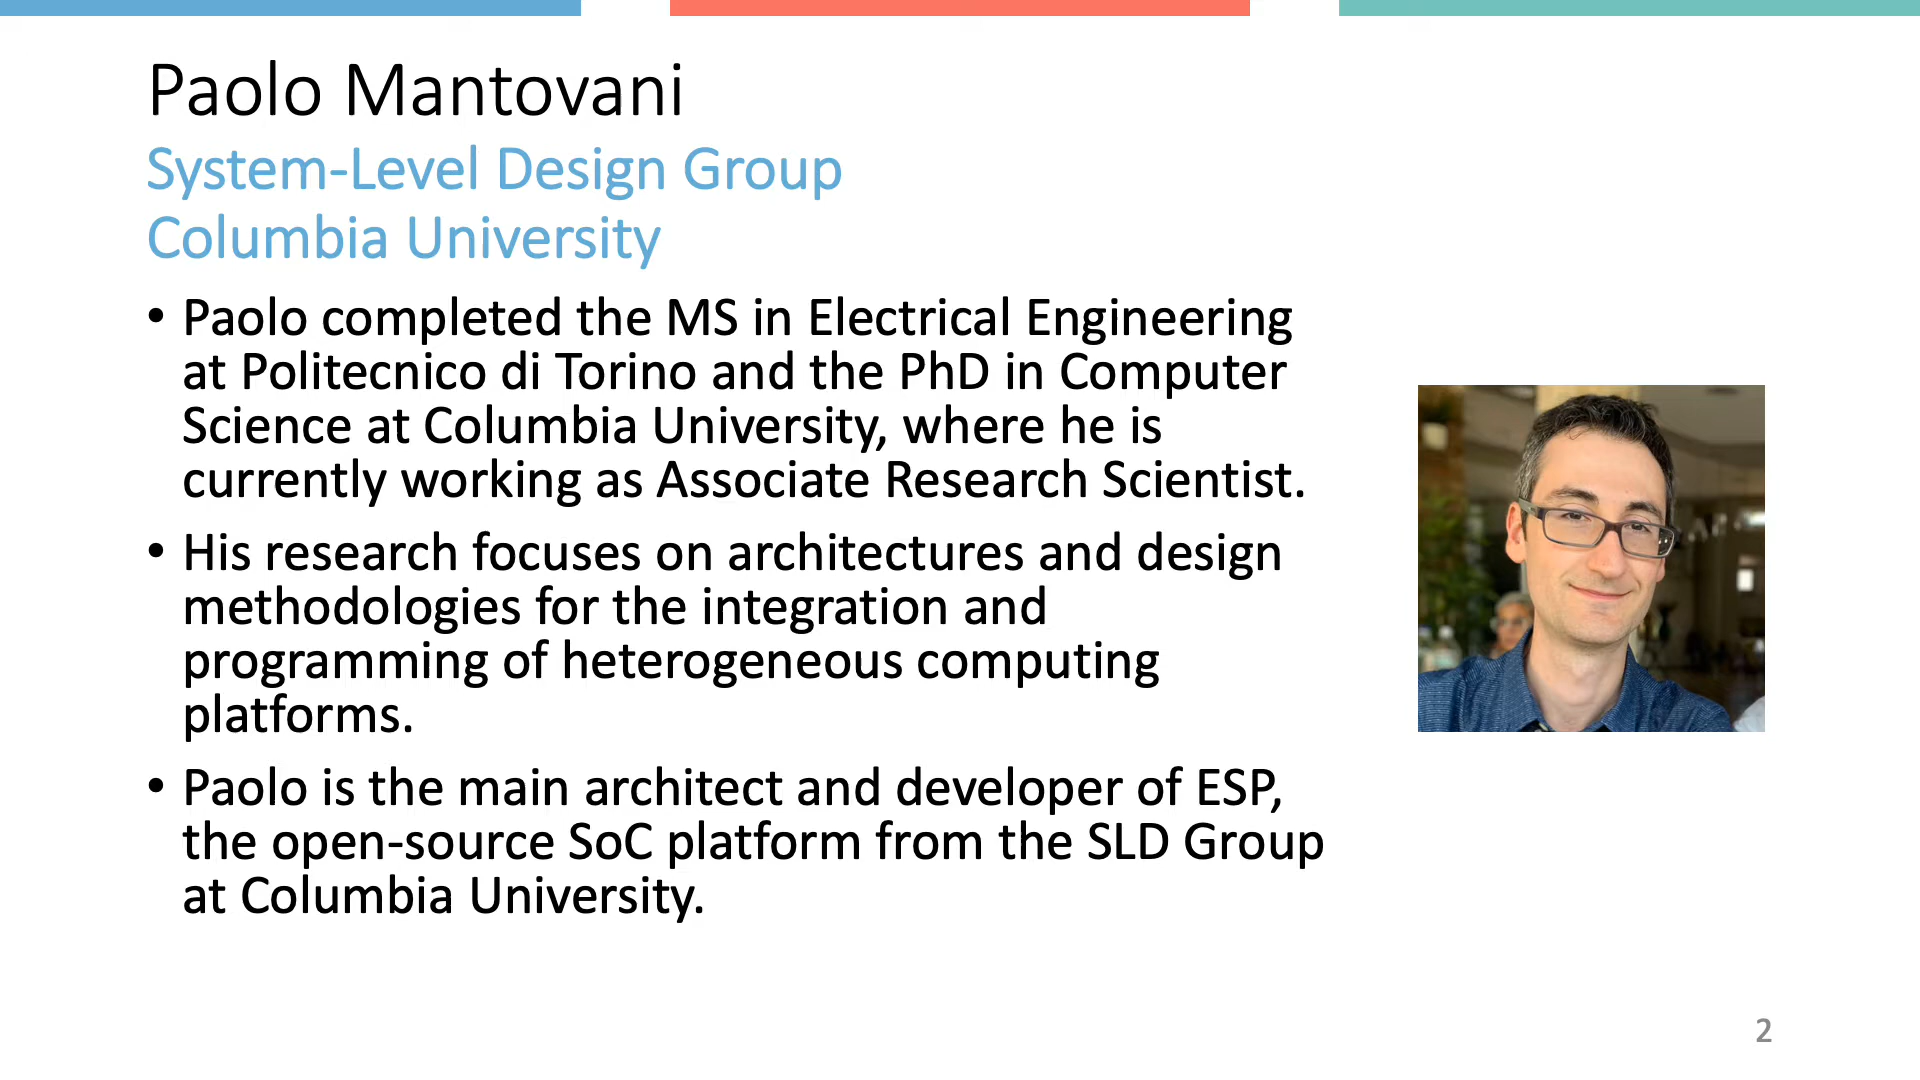 Paolo Mantovani
System-Level Design Group
Columbia University
• Paolo completed the MS in Electrical Engineering
at Politecnico di Torino and the PhD in Computer
Science at Columbia University, where he is
currently working as Associate Research Scientist.
• His research focuses on architectures and design
methodologies for the integration and
programming of heterogeneous computing
platforms.
• Paolo is the main architect and developer of ESP,
the open-source SoC platform from the SLD Group
at Columbia University.
2